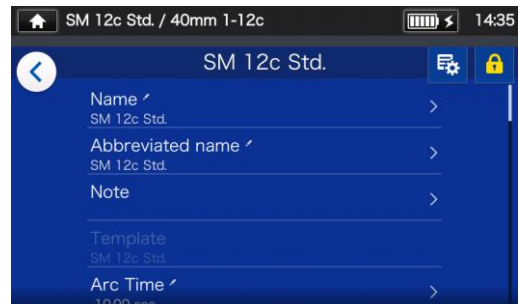 SM 12c Std. / 40mm 1-12c
14:35
SM 12c Std.
Name
SM 12c Std.
Abbreviated name
SM 12c Std.
Note
Template
SM 12c Std.
Arc Time